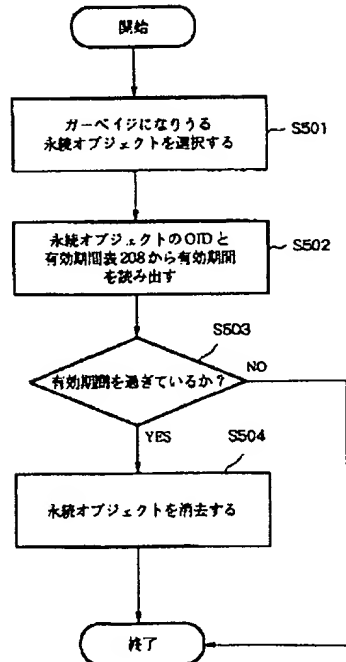 開始
ガーベイジになりうる
永続オブジェクトを選択する
S501
永続オブジェクトのOIDと
有効期間表208から有効期間
を読み出す
S502
S503
有効期間を過ぎているか?
NO
YES
S504
永続オブジェクトを消去する
終了